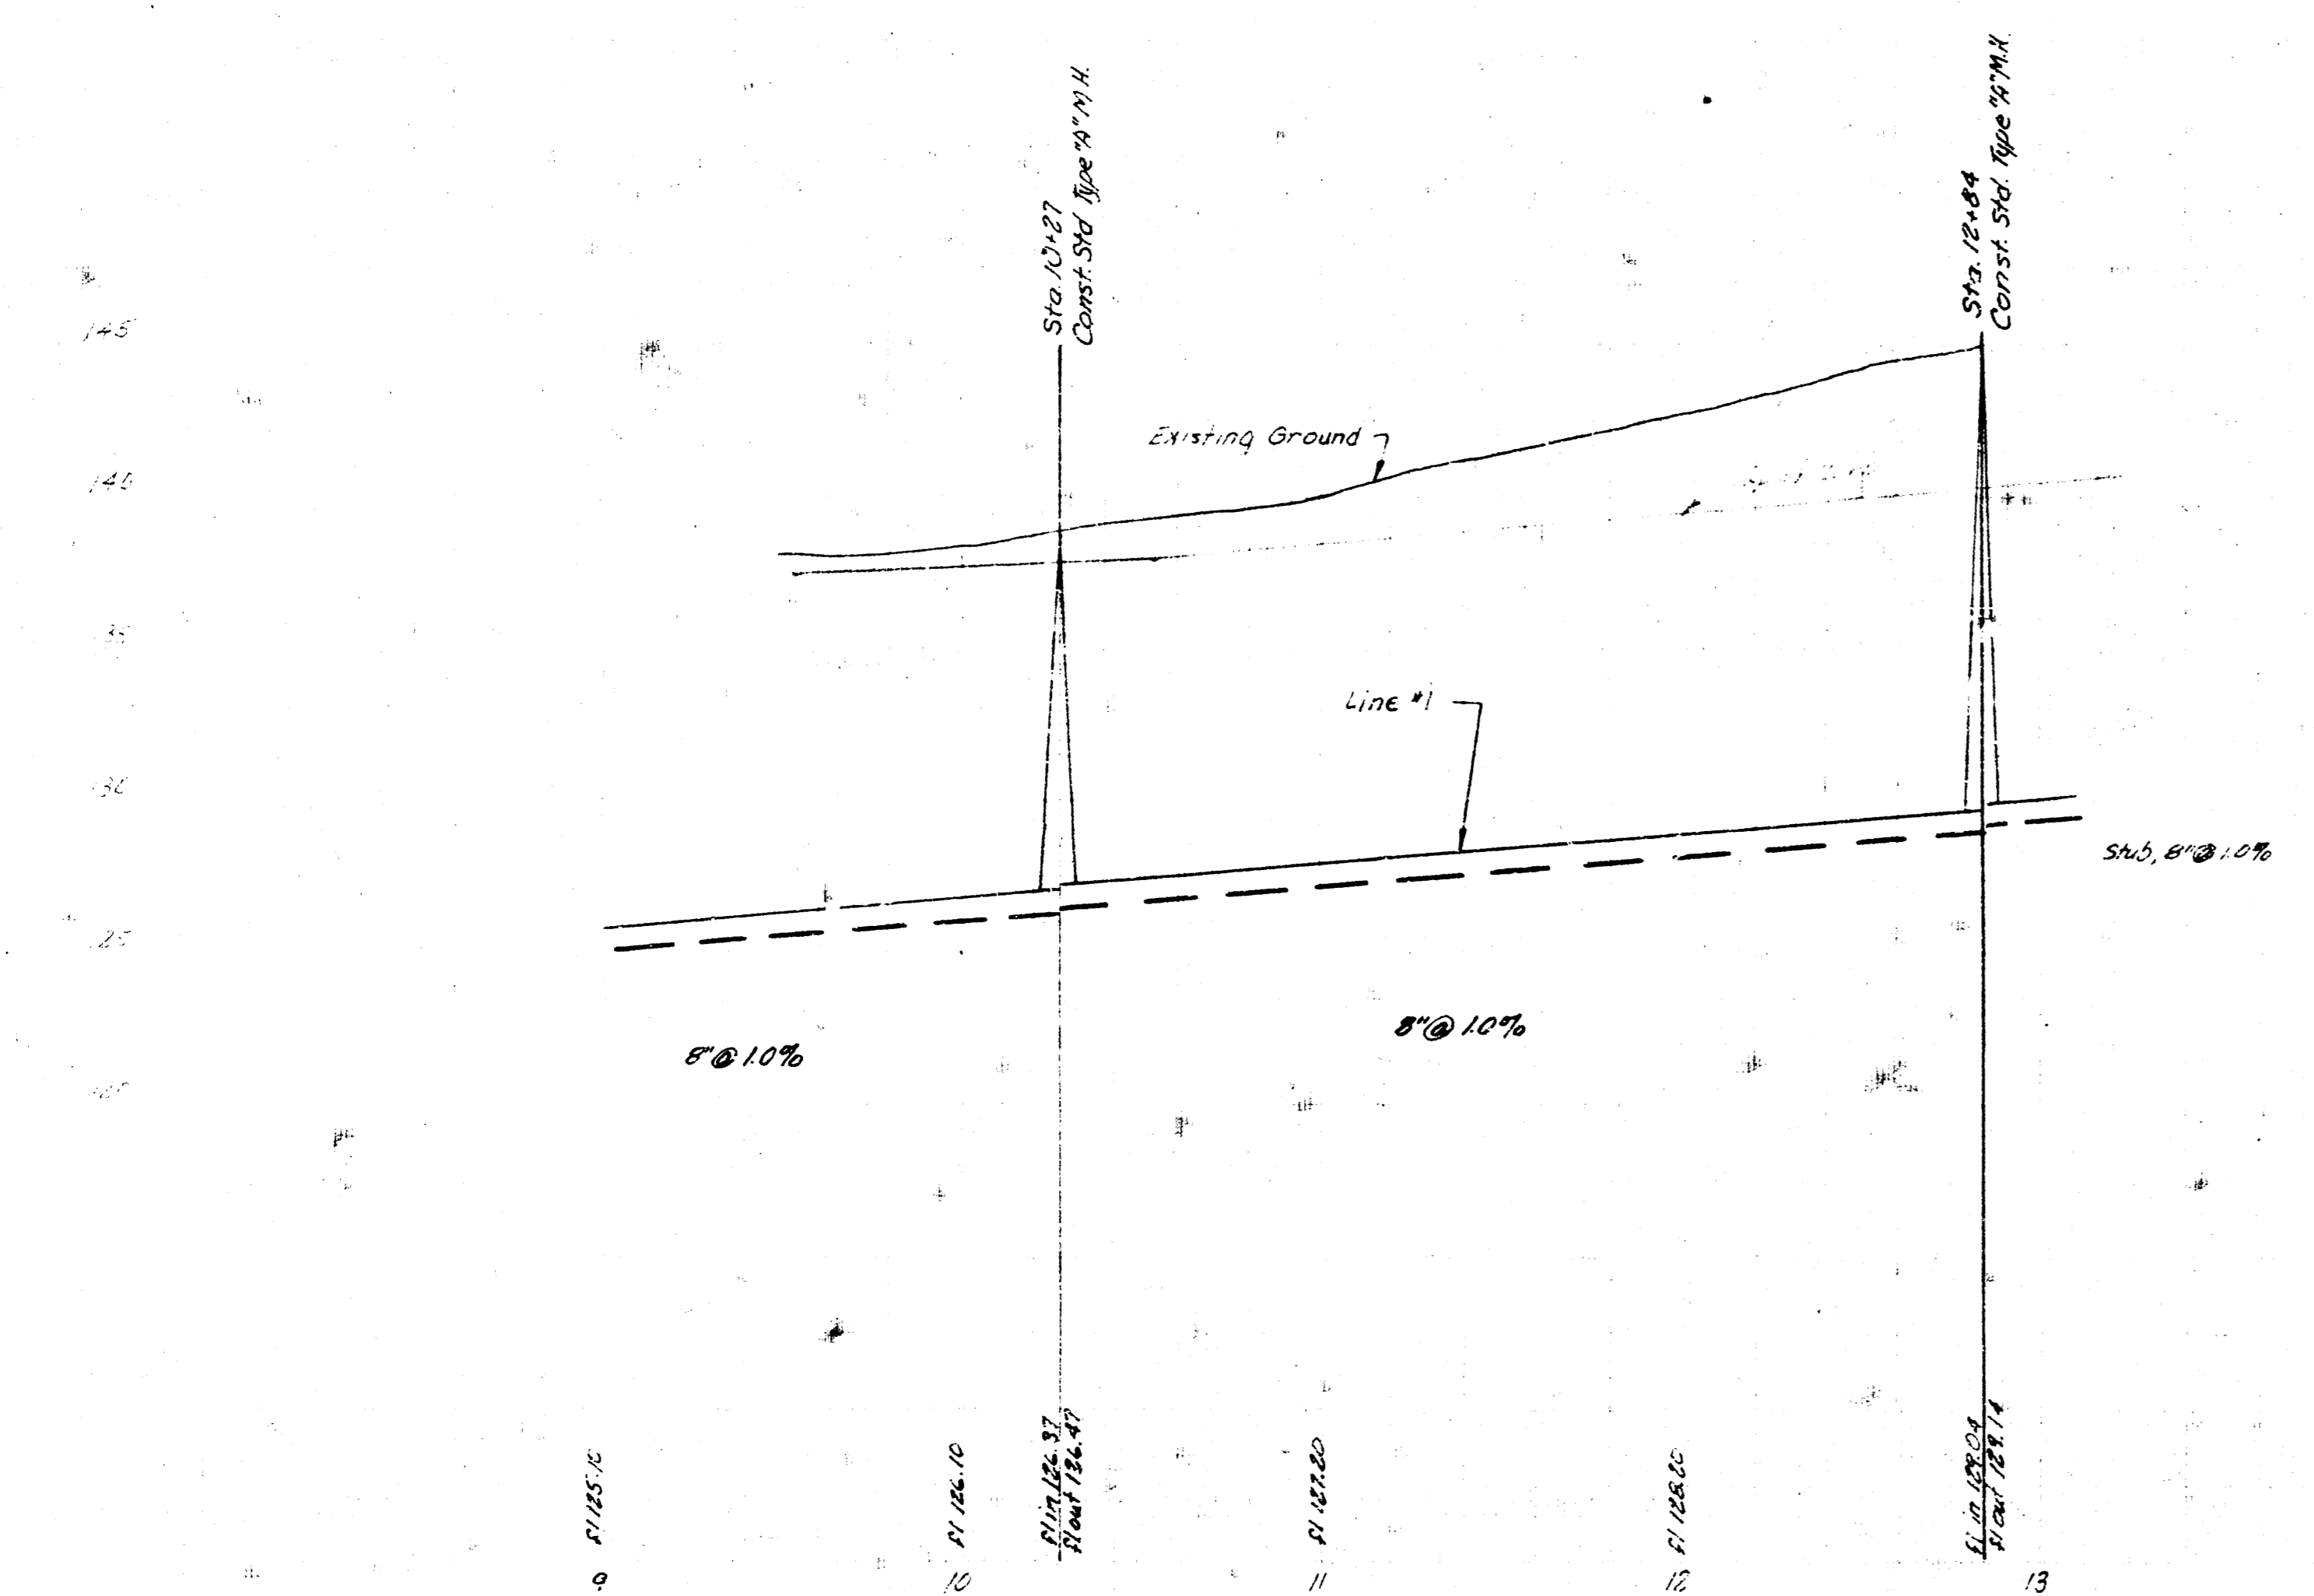 Sta. 10+27
Const. Std Type "A" M.H.
Sta. 12+84
Const. Std. Type "A" M.H.
145
140
Existing Ground
Line #1
Stub, 8" @ 1.0%
8" @ 1.0%
8" @ 1.0%
Fl 125.10
Fl 126.10
Fl in 126.37
Fl out 126.47
Fl 127.20
Fl 128.20
Fl in 129.04
Fl out 129.14
9
10
11
12
13